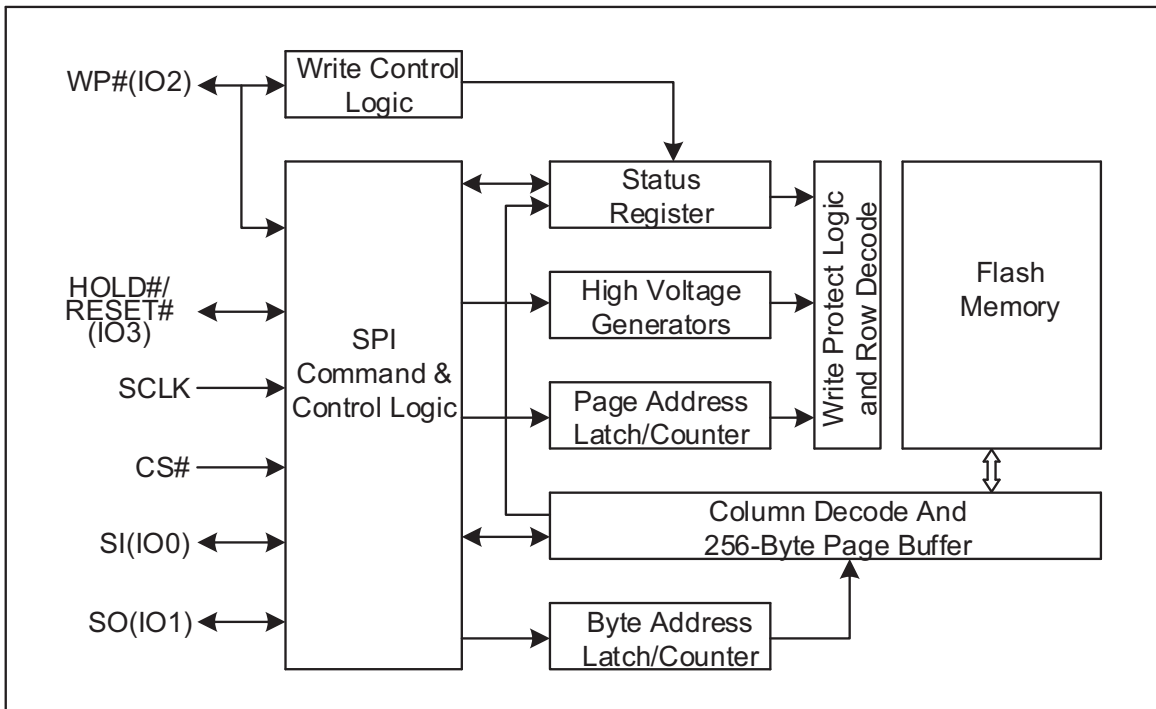 WP#(IO2)
Write Control
Logic
Status
Register
HOLD#/
RESET#
(IO3)
SCLK
CS#
SI(IO0)
SO(IO1)
SPI
Command &
Control Logic
High Voltage
Generators
Page Address
Latch/Counter
Write Protect Logic
and Row Decode
Flash
Memory
Column Decode And
256-Byte Page Buffer
Byte Address
Latch/Counter